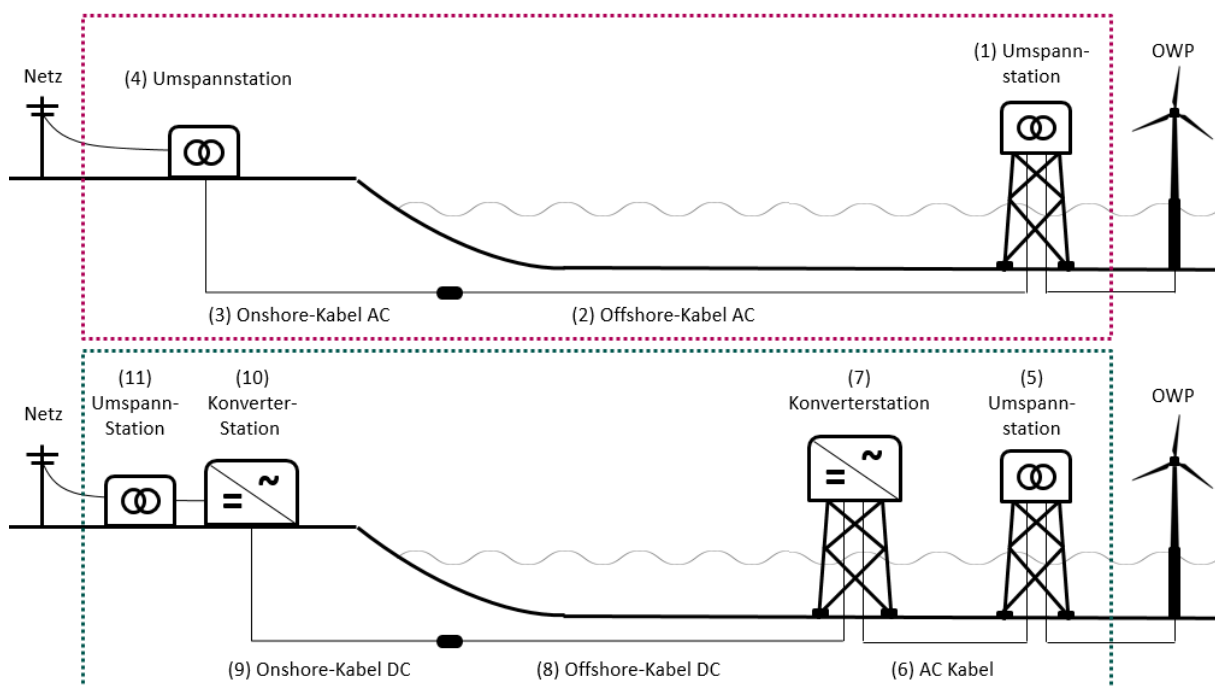 (1) Umspann-
station
OWP
Netz
(4) Umspannstation
(3) Onshore-Kabel AC
(2) Offshore-Kabel AC
(11)
Umspann-
Station
(10)
Konverter-
Station
(7)
Konverterstation
(5)
Umspann-
station
OWP
Netz
= ~
= ~
(9) Onshore-Kabel DC
(8) Offshore-Kabel DC
(6) AC Kabel